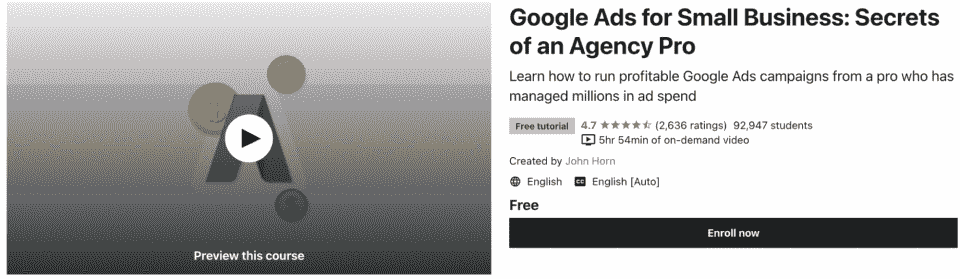 Preview this course
Google Ads for Small Business: Secrets
of an Agency Pro
Learn how to run profitable Google Ads campaigns from a pro who has
managed millions in ad spend
Free tutorial 4.7 (2,636 ratings) 92,947 students
5hr 54min of on-demand video
Created by John Horn
English CC English [Auto]
Free
Enroll now